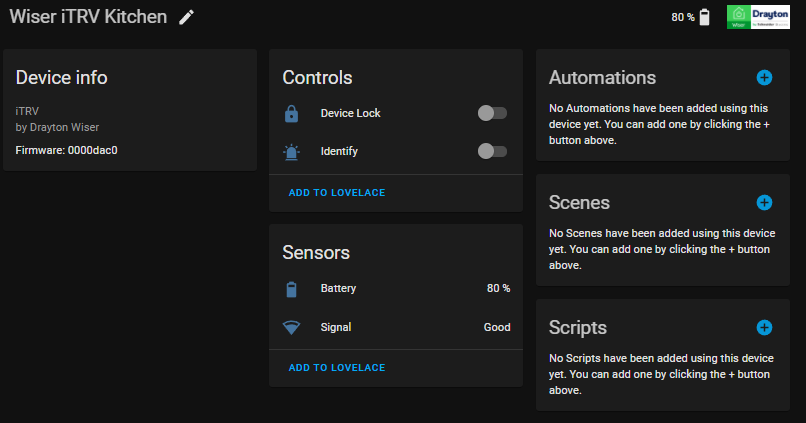 Wiser iTRV Kitchen
80 %
Wiser
Drayton
Device info
iTRV
by Drayton Wiser
Firmware: 0000dac0
Controls
Device Lock
Identify
ADD TO LOVELACE
Sensors
Battery
80 %
Signal
Good
ADD TO LOVELACE
Automations
No Automations have been added using this
device yet. You can add one by clicking the +
button above.
Scenes
No Scenes have been added using this device
yet. You can add one by clicking the + button
above.
Scripts
No Scripts have been added using this device
yet. You can add one by clicking the + button
above.